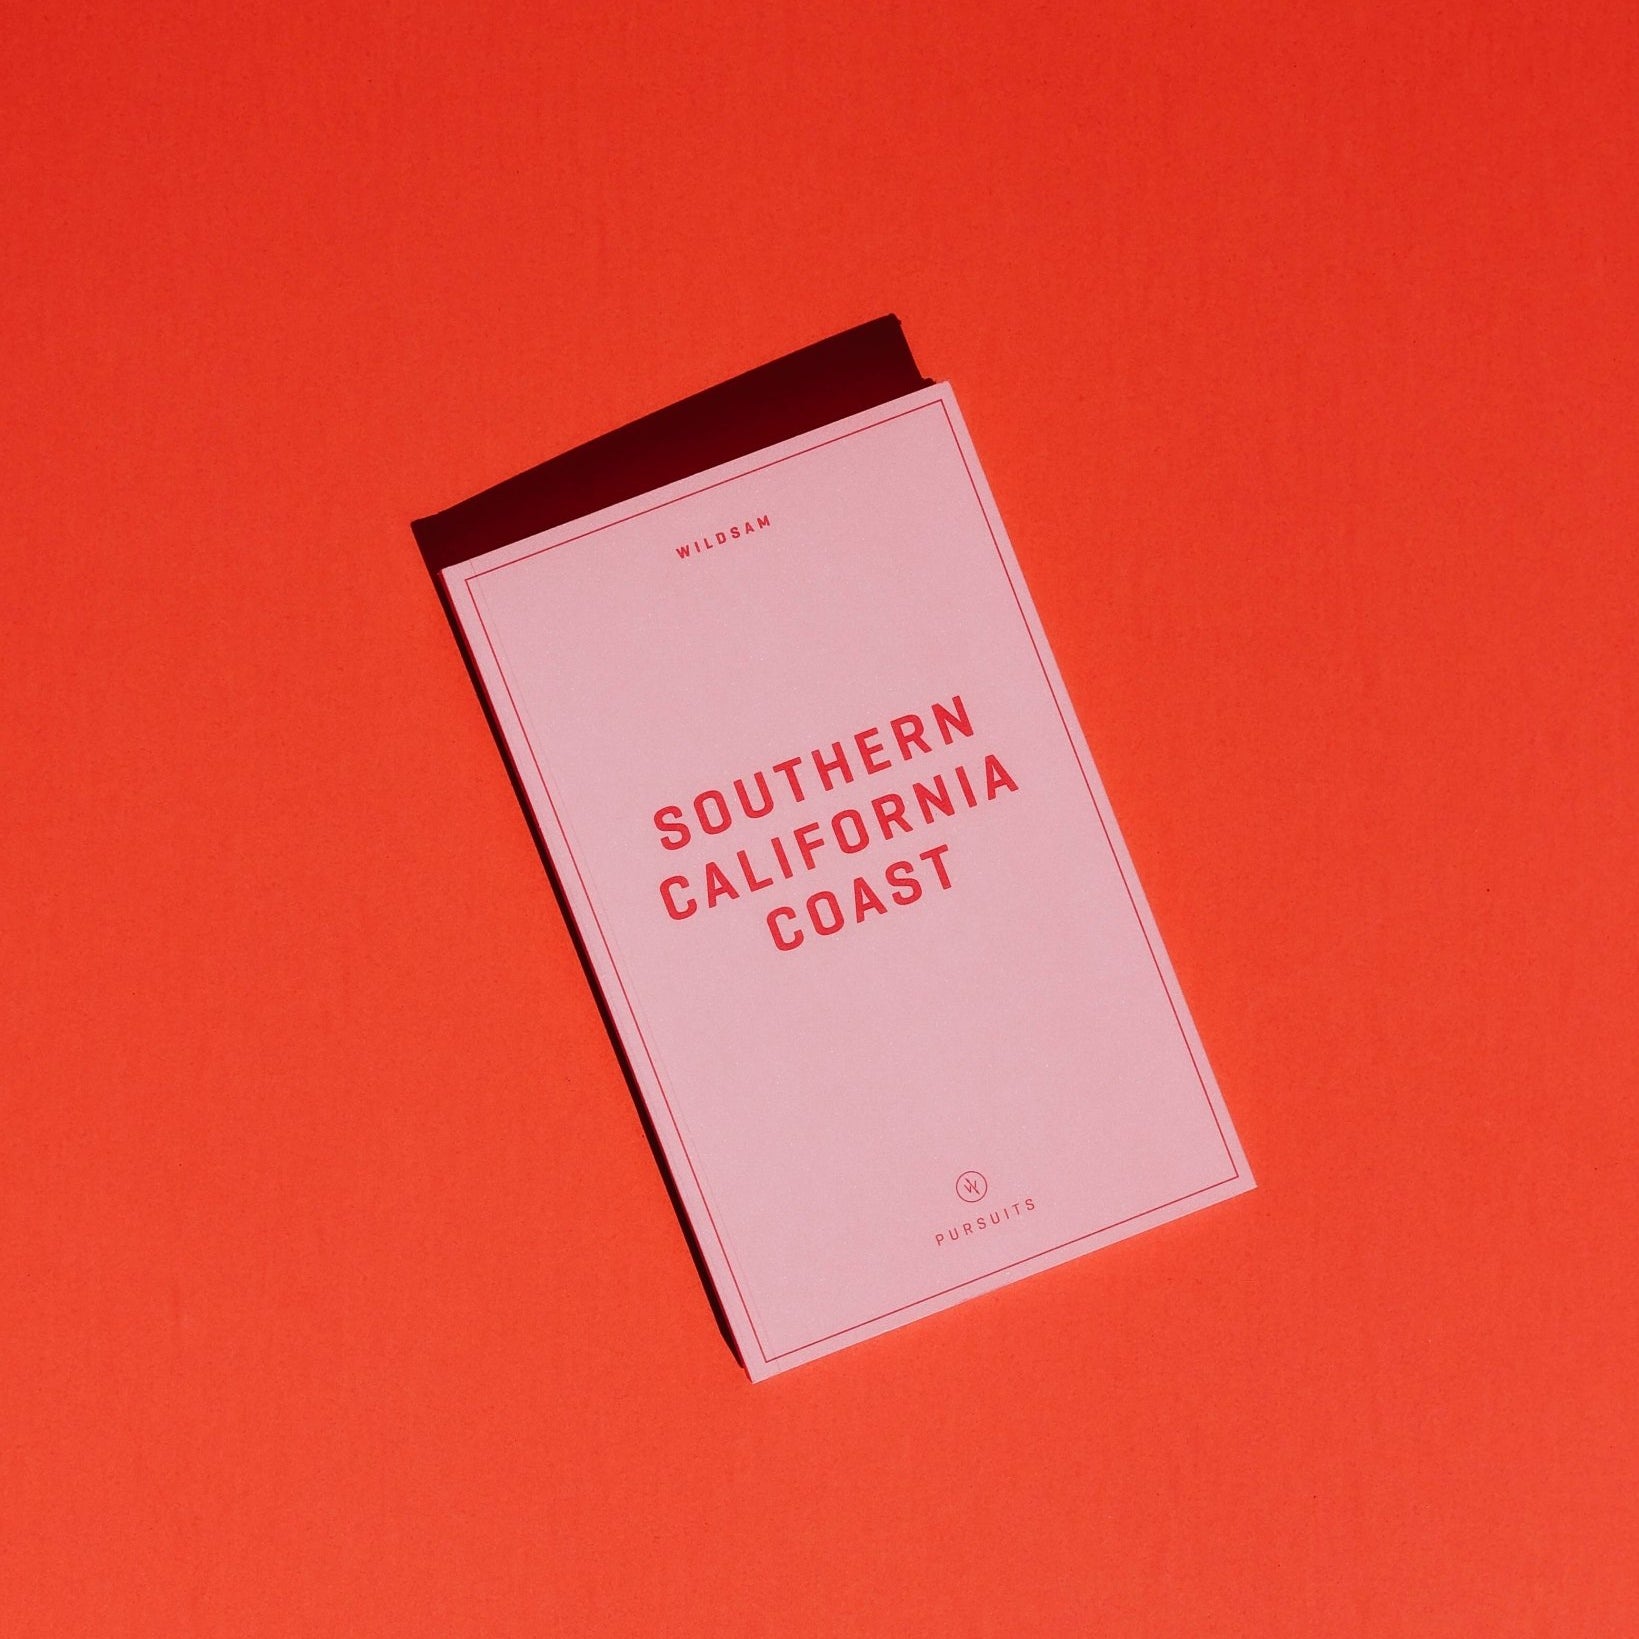 WILDSAM
SOUTHERN
CALIFORNIA
COAST
W
PURSUITS